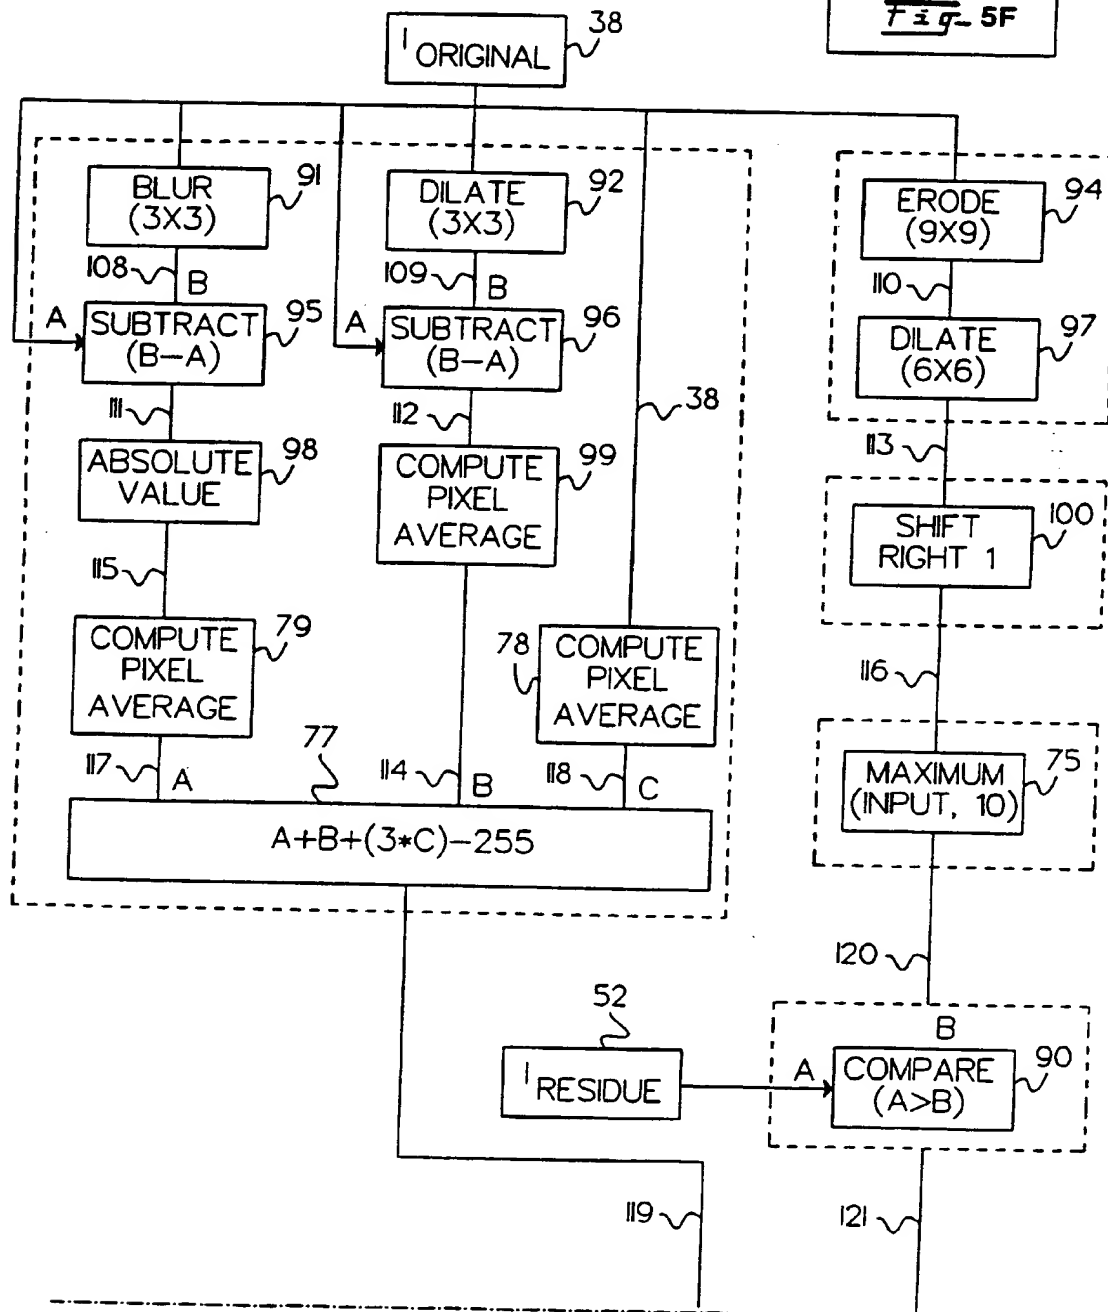 Fig- 5F
I ORIGINAL
38
BLUR
(3X3)
91
DILATE
(3X3)
92
ERODE
(9X9)
94
108
B
109
B
110
A
SUBTRACT
(B-A)
95
A
SUBTRACT
(B-A)
96
DILATE
(6X6)
97
111
112
38
113
ABSOLUTE
VALUE
98
COMPUTE
PIXEL
AVERAGE
99
SHIFT
RIGHT 1
100
115
COMPUTE
PIXEL
AVERAGE
79
78
COMPUTE
PIXEL
AVERAGE
116
117
A
77
114
B
118
C
MAXIMUM
(INPUT, 10)
75
A+B+(3*C)-255
120
52
I RESIDUE
A
B
COMPARE
(A>B)
90
119
121